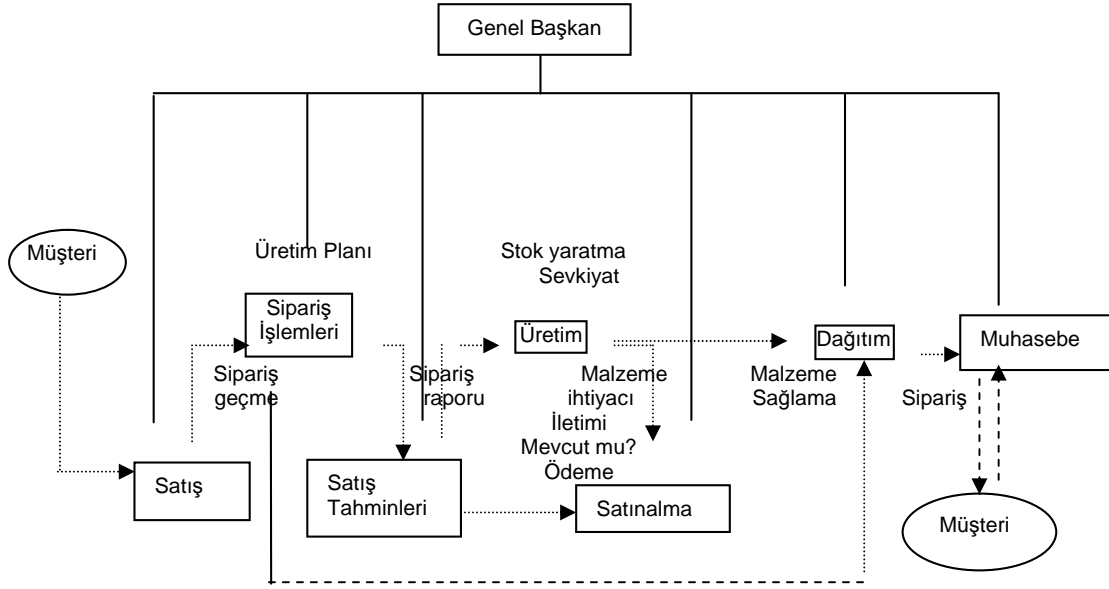 Genel Başkan
Müşteri
Üretim Planı
Stok yaratma
Sevkiyat
Sipariş
İşlemleri
Üretim
Dağıtım
Muhasebe
Sipariş
geçme
Sipariş
raporu
Malzeme
ihtiyacı
İletimi
Mevcut mu?
Ödeme
Malzeme
Sağlama
Sipariş
Satış
Satış
Tahminleri
Satınalma
Müşteri